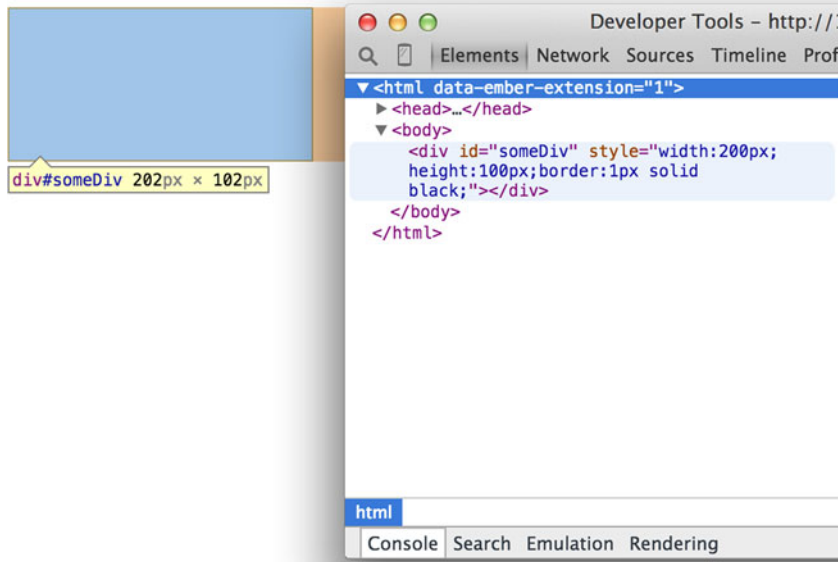 Developer Tools - http://
Elements Network Sources Timeline Prof
<html data-ember-extension="1">
<head>…</head>
<body>
<div id="someDiv" style="width:200px;
height:100px;border:1px solid
black;"></div>
</body>
</html>
div#someDiv 202px × 102px
html
Console Search Emulation Rendering